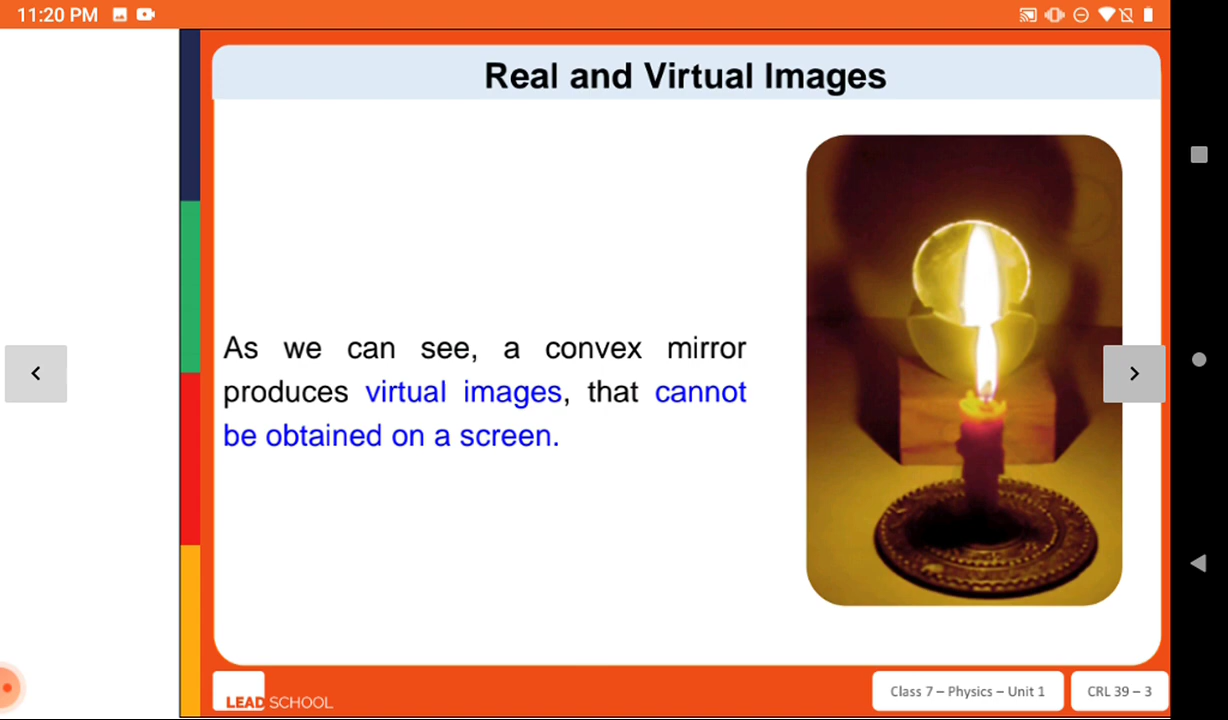 11:20 PM
Real and Virtual Images
As we can see, a convex mirror
produces virtual images, that cannot
be obtained on a screen.
LEAD SCHOOL
Class 7 – Physics – Unit 1
CRL 39 – 3